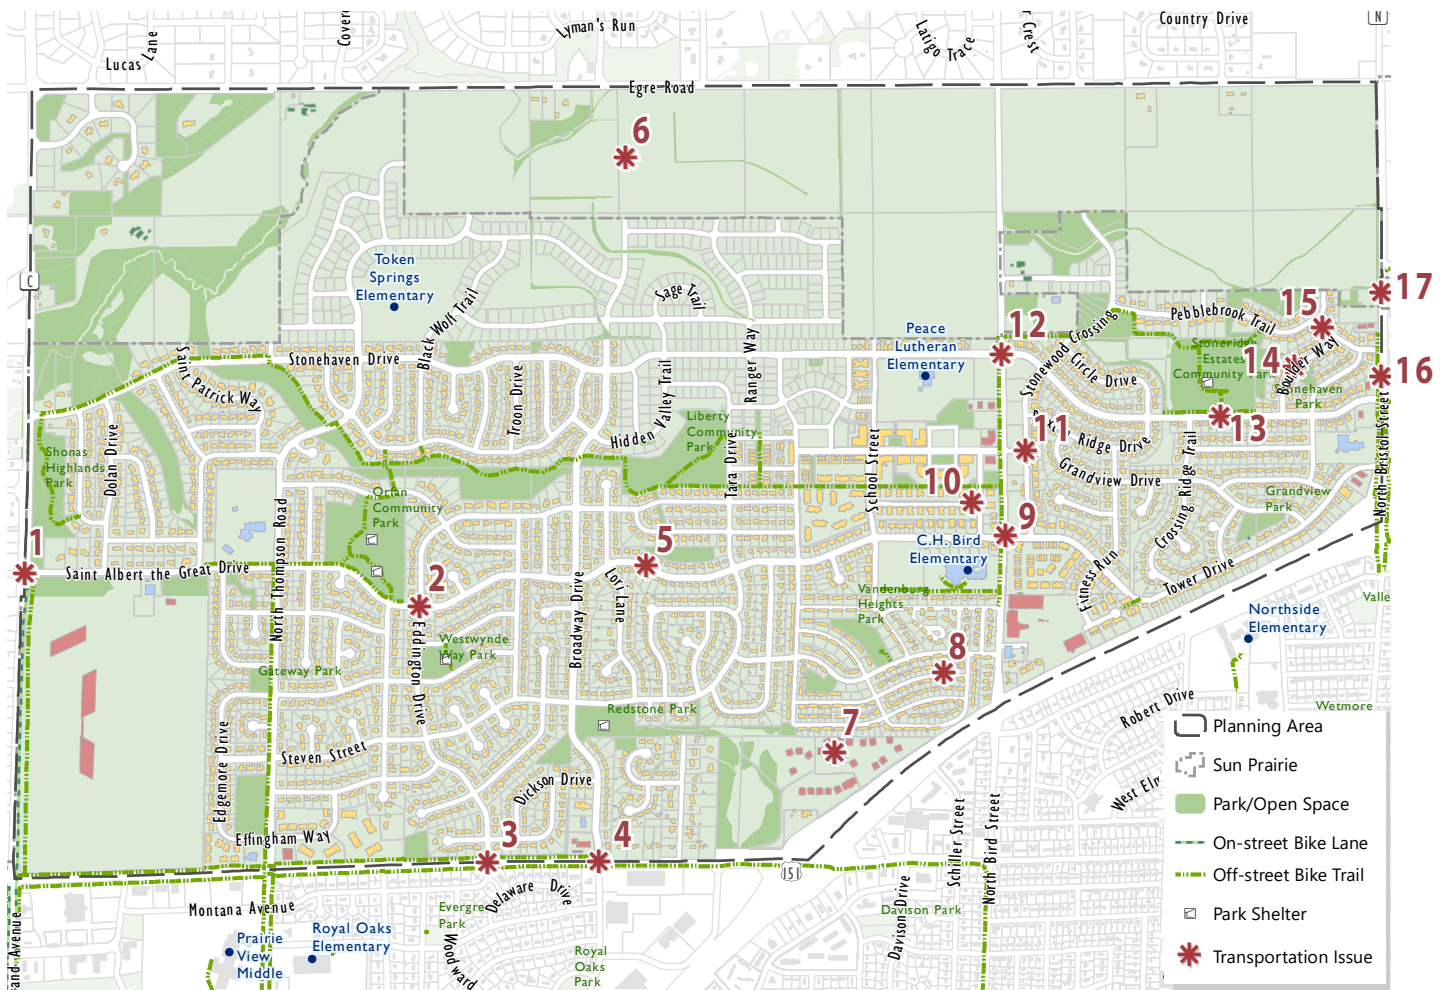 Lucas
Lane
Lyman's Run
Latigo Trace
Crest
Country Drive
N
Egre Road
6
C
Token
Springs
Elementary
Black Wolf Trail
Sage Trail
Ranger Way
Peace
Lutheran
Elementary
12
Stonewood Crossing
Pebblebrook Trail
15
17
Saint Patrick Way
Stonehaven Drive
Troon Drive
Hidden Valley Trail
Circle Drive
Stoneridge
Estates
Community Park
14
Boulder Way
16
Dolan Drive
Shonas
Highlands
Park
Liberty
Community
Park
Tara Drive
School Street
11
Ridge Drive
Grandview Drive
13
Crossing Ridge Trail
North Bristol Street
Grandview
Park
Orfan
Community
Park
10
9
C.H. Bird
Elementary
1
Saint Albert the Great Drive
North Thompson Road
2
5
Lori Lane
Broadway Drive
Vandenburg
Heights
Park
Fitness Run
Tower Drive
Northside
Elementary
Valle
Eddington Drive
Westwynde
Way Park
Gateway Park
8
Redstone Park
7
Robert Drive
Wetmore
Edgemore Drive
Steven Street
Dickson Drive
Effingham Way
3
4
151
Schiller Street
North Bird Street
West Elm
Montana Avenue
Delaware Drive
Evergre
Park
Woodward
Royal
Oaks
Park
Davison Park
Davison Drive
Prairie
View
Middle
Royal Oaks
Elementary
Planning Area
Sun Prairie
Park/Open Space
On-street Bike Lane
Off-street Bike Trail
Park Shelter
Transportation Issue